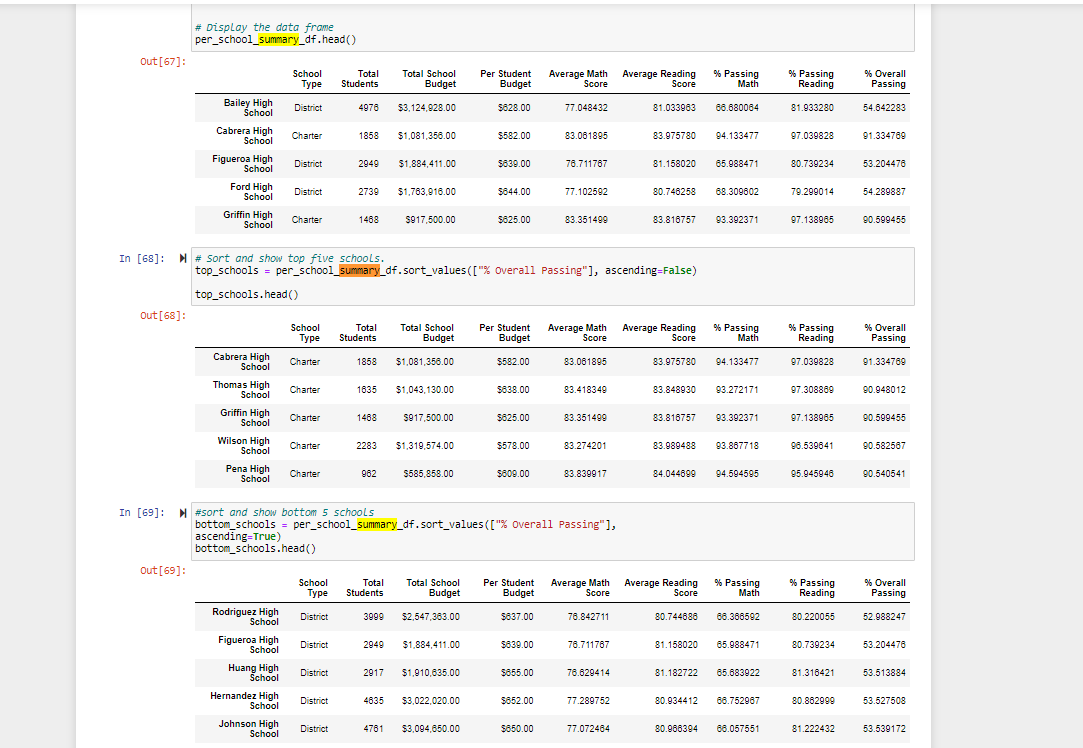 # Display the data frame
per_school_summary_df.head()
Out[67]:
School Type Total Students Total School Budget Per Student Budget Average Math Score Average Reading Score % Passing Math % Passing Reading % Overall Passing
Bailey High School District 4976 $3,124,928.00 $628.00 77.048432 81.033963 66.680064 81.933280 54.642283
Cabrera High School Charter 1858 $1,081,356.00 $582.00 83.061895 83.975780 94.133477 97.039828 91.334769
Figueroa High School District 2949 $1,884,411.00 $639.00 76.711767 81.158020 65.988471 80.739234 53.204476
Ford High School District 2739 $1,763,916.00 $644.00 77.102592 80.746258 68.309602 79.299014 54.289887
Griffin High School Charter 1468 $917,500.00 $625.00 83.351499 83.816757 93.392371 97.138965 90.599455
In [68]:
# Sort and show top five schools.
top_schools = per_school_summary_df.sort_values(["% Overall Passing"], ascending=False)
top_schools.head()
Out[68]:
School Type Total Students Total School Budget Per Student Budget Average Math Score Average Reading Score % Passing Math % Passing Reading % Overall Passing
Cabrera High School Charter 1858 $1,081,356.00 $582.00 83.061895 83.975780 94.133477 97.039828 91.334769
Thomas High School Charter 1635 $1,043,130.00 $638.00 83.418349 83.848930 93.272171 97.308869 90.948012
Griffin High School Charter 1468 $917,500.00 $625.00 83.351499 83.816757 93.392371 97.138965 90.599455
Wilson High School Charter 2283 $1,319,574.00 $578.00 83.274201 83.989488 93.867718 96.539641 90.582567
Pena High School Charter 962 $585,858.00 $609.00 83.839917 84.044699 94.594595 95.945946 90.540541
In [69]:
#sort and show bottom 5 schools
bottom_schools = per_school_summary_df.sort_values(["% Overall Passing"],
ascending=True)
bottom_schools.head()
Out[69]:
School Type Total Students Total School Budget Per Student Budget Average Math Score Average Reading Score % Passing Math % Passing Reading % Overall Passing
Rodriguez High School District 3999 $2,547,363.00 $637.00 76.842711 80.744686 66.366592 80.220055 52.988247
Figueroa High School District 2949 $1,884,411.00 $639.00 76.711767 81.158020 65.988471 80.739234 53.204476
Huang High School District 2917 $1,910,635.00 $655.00 76.629414 81.182722 65.683922 81.316421 53.513884
Hernandez High School District 4635 $3,022,020.00 $652.00 77.289752 80.934412 66.752967 80.862999 53.527508
Johnson High School District 4761 $3,094,650.00 $650.00 77.072464 80.966394 66.057551 81.222432 53.539172